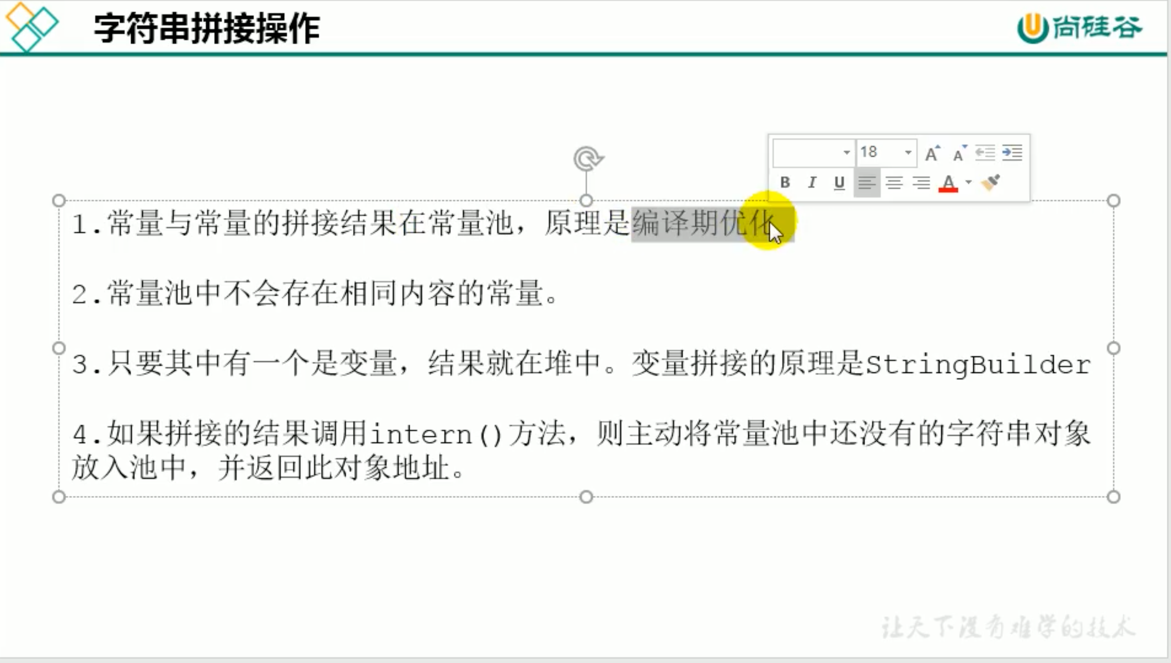 字符串拼接操作
尚硅谷
18
B I U A
1.常量与常量的拼接结果在常量池，原理是编译期优化
2.常量池中不会存在相同内容的常量。
3.只要其中有一个是变量，结果就在堆中。变量拼接的原理是StringBuilder
4.如果拼接的结果调用intern()方法，则主动将常量池中还没有的字符串对象
放入池中，并返回此对象地址。
让天下没有难学的技术